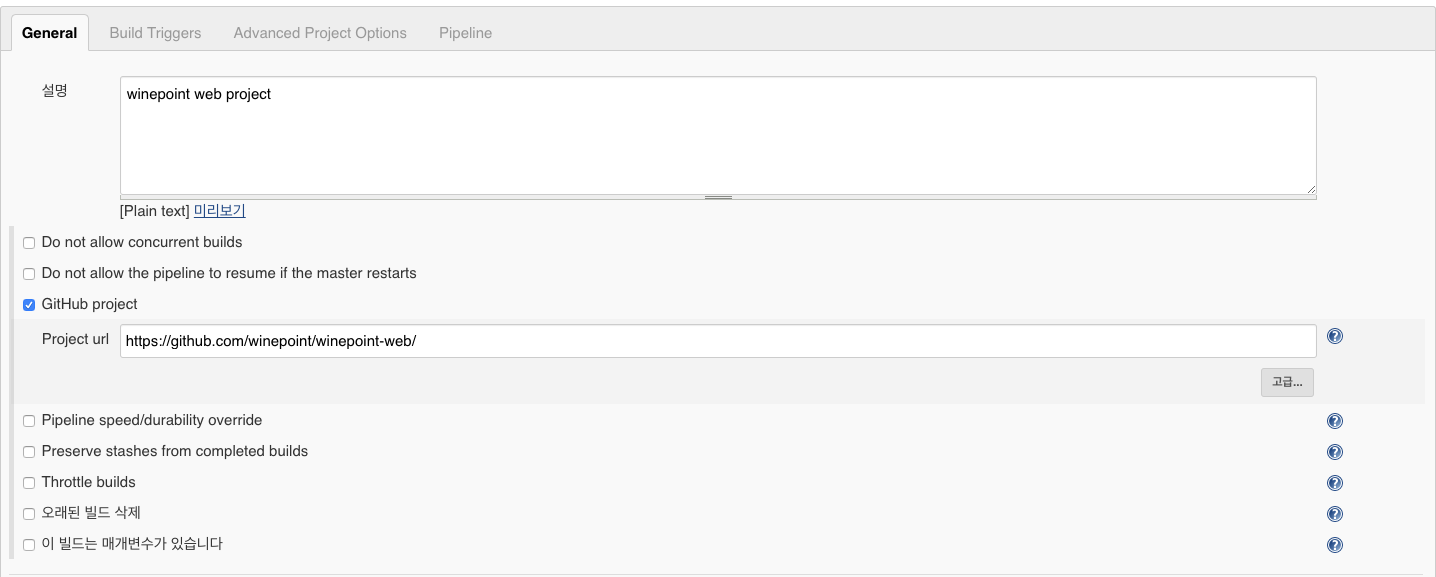 General Build Triggers Advanced Project Options Pipeline
설명 winepoint web project
[Plain text] 미리보기
Do not allow concurrent builds
Do not allow the pipeline to resume if the master restarts
GitHub project
Project url https://github.com/winepoint/winepoint-web/
고급...
Pipeline speed/durability override
Preserve stashes from completed builds
Throttle builds
오래된 빌드 삭제
이 빌드는 매개변수가 있습니다